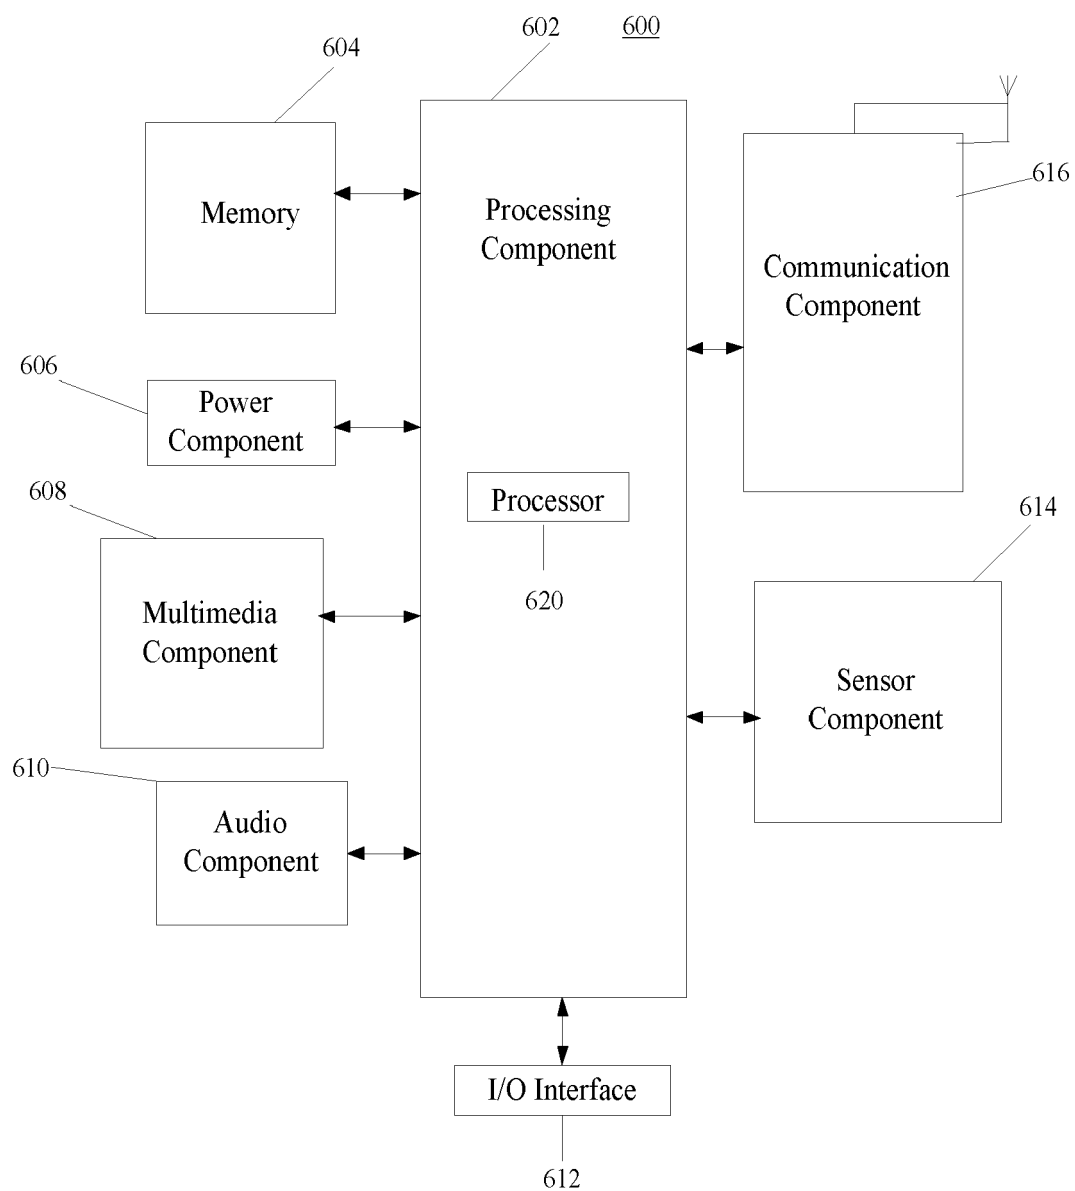 602
600
604
Memory
Processing
Component
616
Communication
Component
606
Power
Component
608
Processor
614
620
Multimedia
Component
Sensor
Component
610
Audio
Component
I/O Interface
612